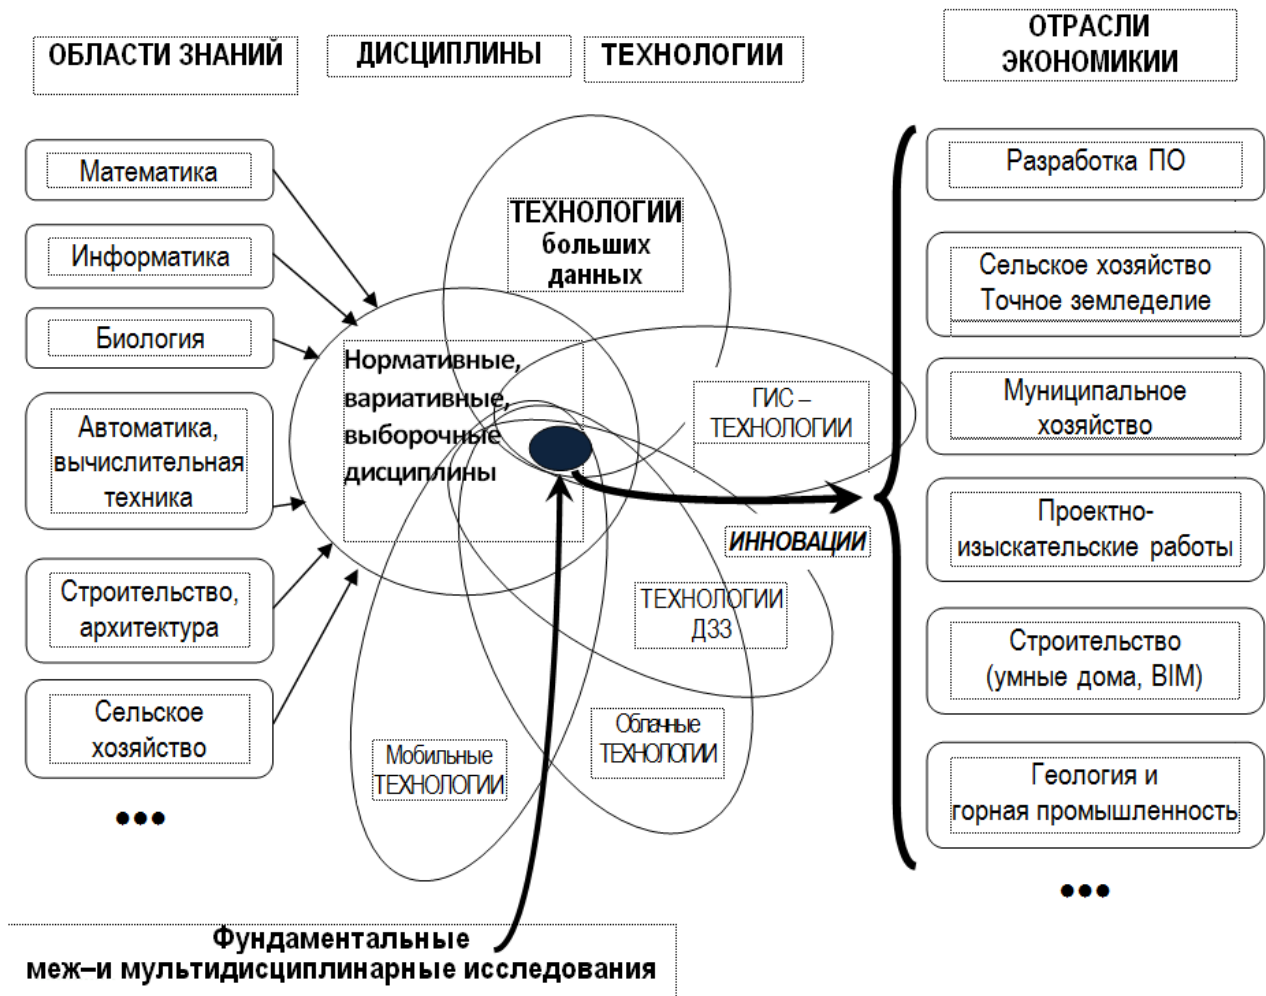 ОБЛАСТИ ЗНАНИЙ
ДИСЦИПЛИНЫ
ТЕХНОЛОГИИ
ОТРАСЛИ
ЭКОНОМИКИИ
Математика
Информатика
Биология
Автоматика,
вычислительная
техника
Строительство,
архитектура
Сельское
хозяйство
•••
Нормативные,
вариативные,
выборочные
дисциплины
ТЕХНОЛОГИИ
больших
данных
ГИС –
ТЕХНОЛОГИИ
ИННОВАЦИИ
ТЕХНОЛОГИИ
ДЗЗ
Облачные
ТЕХНОЛОГИИ
Мобильные
ТЕХНОЛОГИИ
Фундаментальные
меж–и мультидисциплинарные исследования
Разработка ПО
Сельское хозяйство
Точное земледелие
Муниципальное
хозяйство
Проектно-
изыскательские работы
Строительство
(умные дома, BIM)
Геология и
горная промышленность
•••